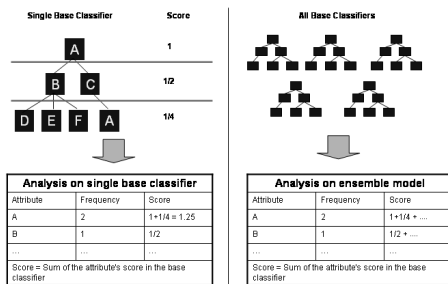 Single Base Classifier Score
A 1
B C 1/2
D E F A 1/4
Analysis on single base classifier
Attribute Frequency Score
A 2 1+1/4 = 1.25
B 1 1/2
... ... ...
Score = Sum of the attribute's score in the base
classifier
All Base Classifiers
Analysis on ensemble model
Attribute Frequency Score
A 2 1+1/4 + ....
B 1 1/2 + ....
... ... ...
Score = Sum of the attribute's score in the base
classifier